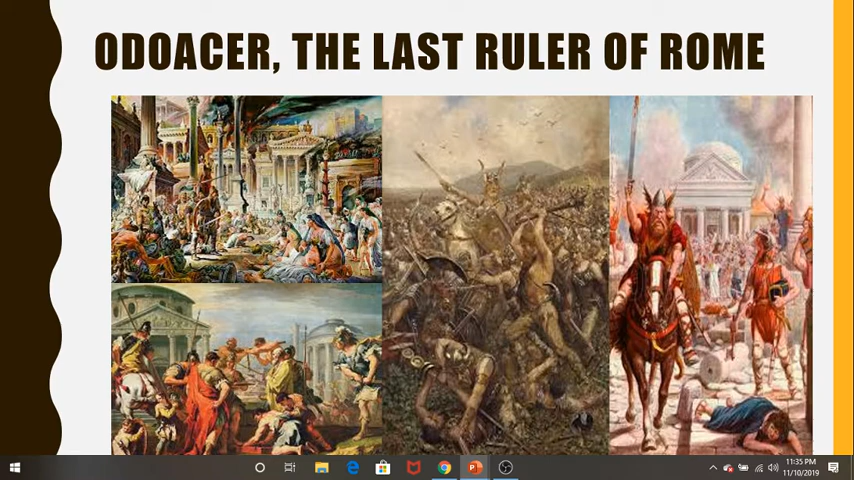 ODOACER, THE LAST RULER OF ROME
11:35 PM
11/10/2019